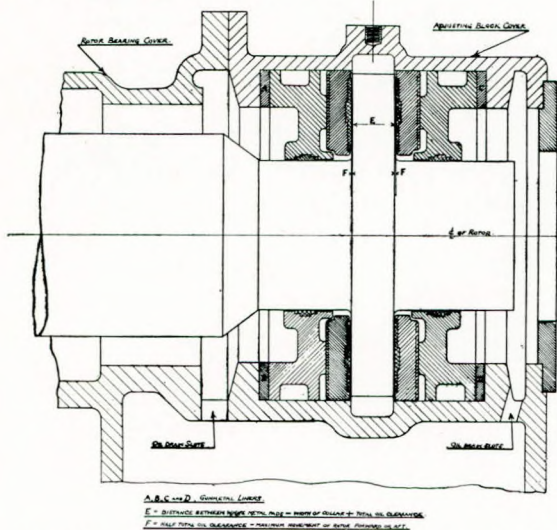 ROTOR BEARING COVER.
ADJUSTING BLOCK COVER.
A
C
E
F
F
℄ OF ROTOR.
B
D
OIL DRAIN SLOTS
OIL DRAIN SLOTS
A, B, C AND D. GUNMETAL LINERS.
E = DISTANCE BETWEEN WHITE METAL PADS = WIDTH OF COLLAR + TOTAL OIL CLEARANCE.
F = HALF TOTAL OIL CLEARANCE = MAXIMUM MOVEMENT OF ROTOR FORWARD OR AFT.